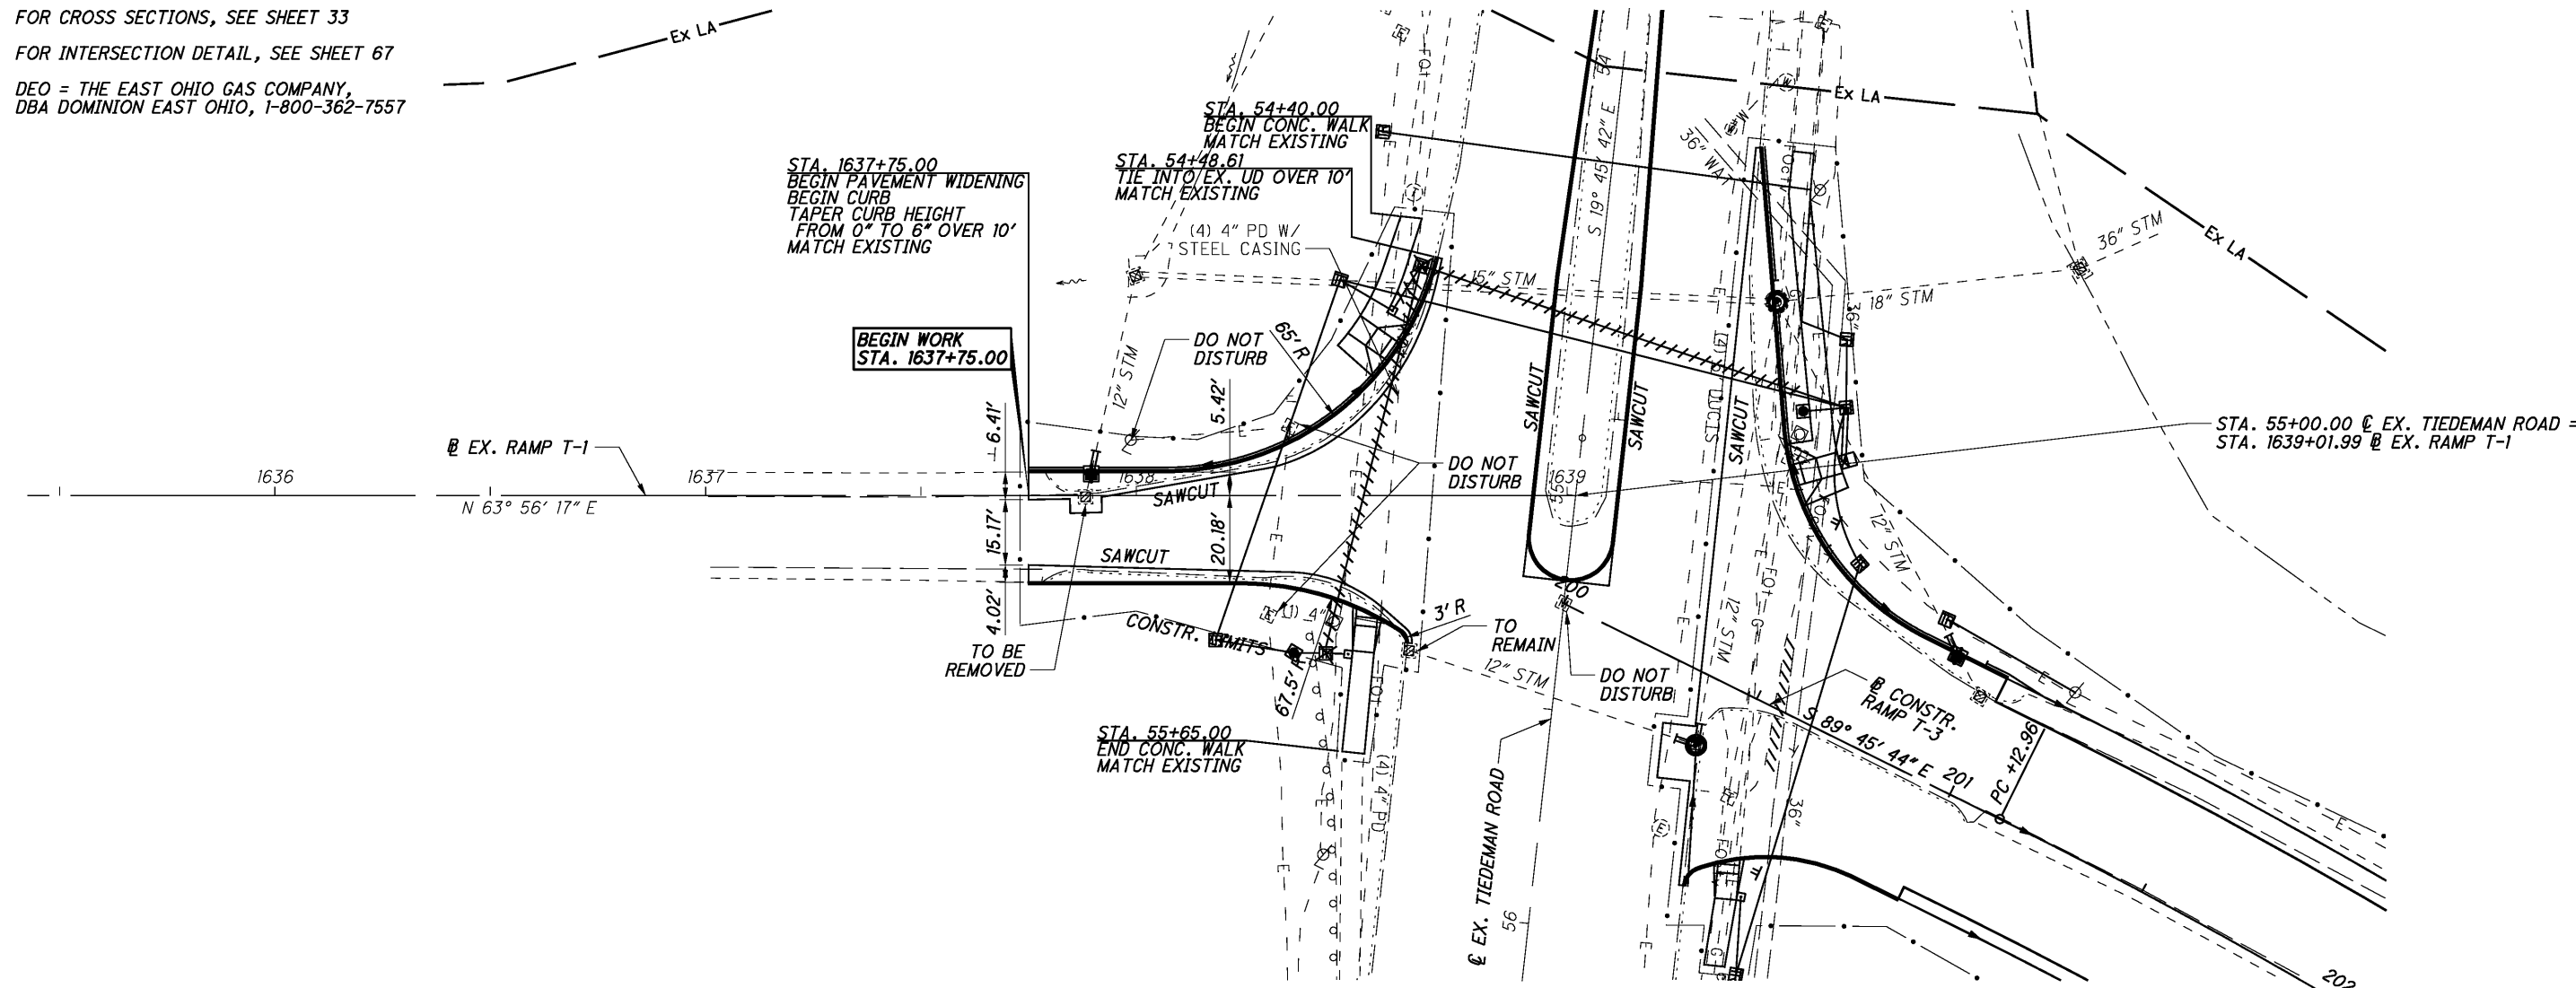 FOR CROSS SECTIONS, SEE SHEET 33
FOR INTERSECTION DETAIL, SEE SHEET 67
DEO = THE EAST OHIO GAS COMPANY,
DBA DOMINION EAST OHIO, 1-800-362-7557
Ex LA
Ex LA
Ex LA
STA. 54+40.00
BEGIN CONC. WALK
MATCH EXISTING
STA. 54+48.61
TIE INTO EX. UD OVER 10'
MATCH EXISTING
STA. 1637+75.00
BEGIN PAVEMENT WIDENING
BEGIN CURB
TAPER CURB HEIGHT
FROM 0" TO 6" OVER 10'
MATCH EXISTING
(4) 4" PD W/
STEEL CASING
BEGIN WORK
STA. 1637+75.00
DO NOT
DISTURB
65' R
12" STM
15" STM
18" STM
36" STM
36" WA
36"
54
S 19° 45' 42" E
SAWCUT
SAWCUT
SAWCUT
STA. 55+00.00 ℄ EX. TIEDEMAN ROAD =
STA. 1639+01.99 B EX. RAMP T-1
B EX. RAMP T-1
1636
1637
1638
1639
55
N 63° 56' 17" E
6.41'
5.42'
15.17'
20.18'
4.02'
SAWCUT
SAWCUT
DO NOT
DISTURB
CONSTR. LIMITS
TO BE
REMOVED
(1) 4"
67.5' R
3' R
TO
REMAIN
12" STM
200
DO NOT
DISTURB
12" STM
12" STM
STA. 55+65.00
END CONC. WALK
MATCH EXISTING
(4) 4" PD
℄ EX. TIEDEMAN ROAD
56
B CONSTR.
RAMP T-3
S 89° 45' 44" E
201
PC +12.96
36"
202